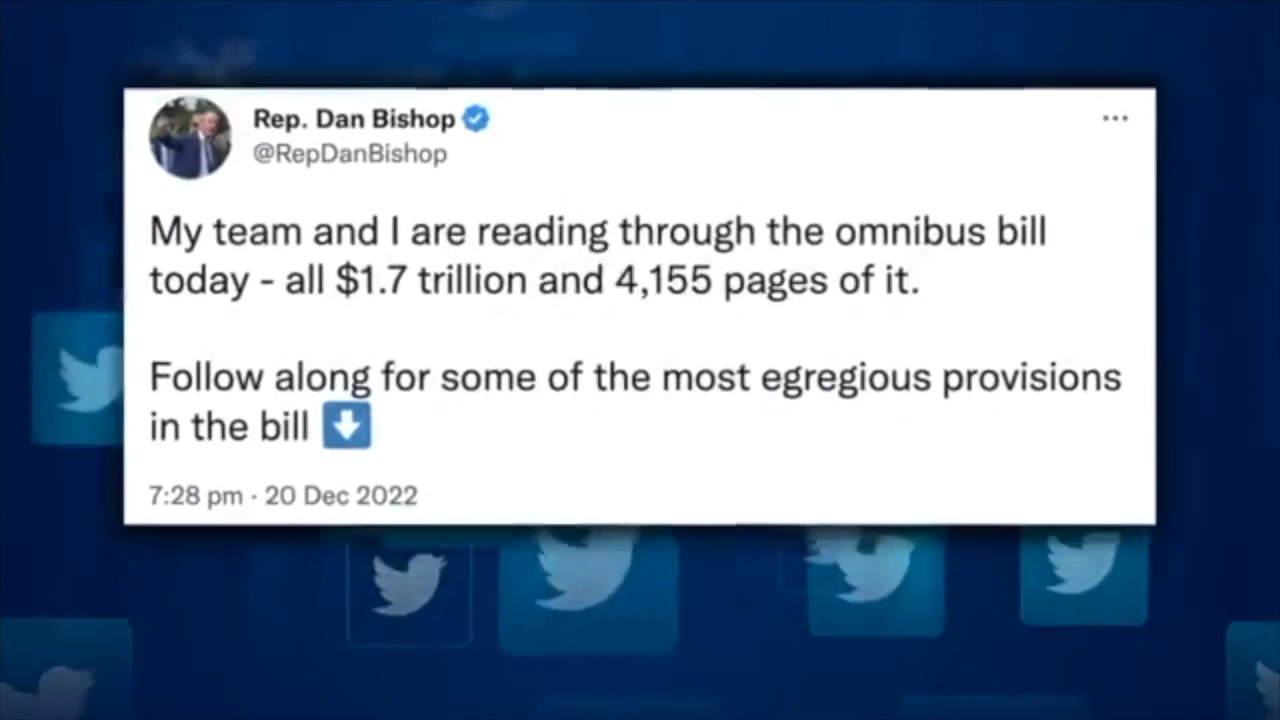 Rep. Dan Bishop
@RepDanBishop
My team and I are reading through the omnibus bill
today - all $1.7 trillion and 4,155 pages of it.
Follow along for some of the most egregious provisions
in the bill ⬇️
7:28 pm · 20 Dec 2022